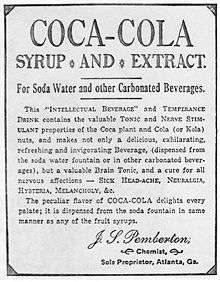 COCA-COLA
SYRUP AND EXTRACT.
For Soda Water and other Carbonated Beverages.
This "INTELLECTUAL BEVERAGE" and TEMPERANCE
DRINK contains the valuable TONIC and NERVE STIM-
ULANT properties of the Coca plant and Cola (or Kola)
nuts, and makes not only a delicious, exhilarating,
refreshing and invigorating Beverage, (dispensed from
the soda water fountain or in other carbonated bever-
ages), but a valuable Brain Tonic, and a cure for all
nervous affections — SICK HEAD-ACHE, NEURALGIA,
HYSTERIA, MELANCHOLY, &c.
The peculiar flavor of COCA-COLA delights every
palate; it is dispensed from the soda fountain in same
manner as any of the fruit syrups.
J. S. Pemberton,
Chemist,
Sole Proprietor, Atlanta, Ga.